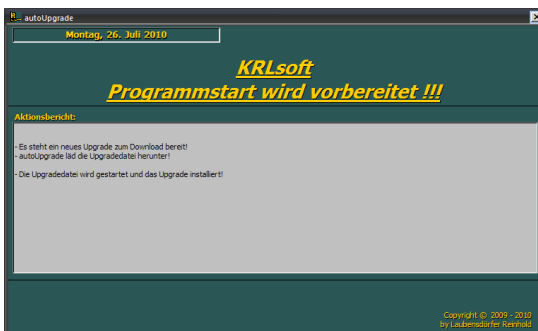 autoUpgrade
Montag, 26. Juli 2010
KRLsoft
Programmstart wird vorbereitet !!!
Aktionsbericht:
- Es steht ein neues Upgrade zum Download bereit!
- autoUpgrade läd die Upgradedatei herunter!
- Die Upgradedatei wird gestartet und das Upgrade installiert!
Copyright © 2009 - 2010
by Laubensdörfer Reinhold